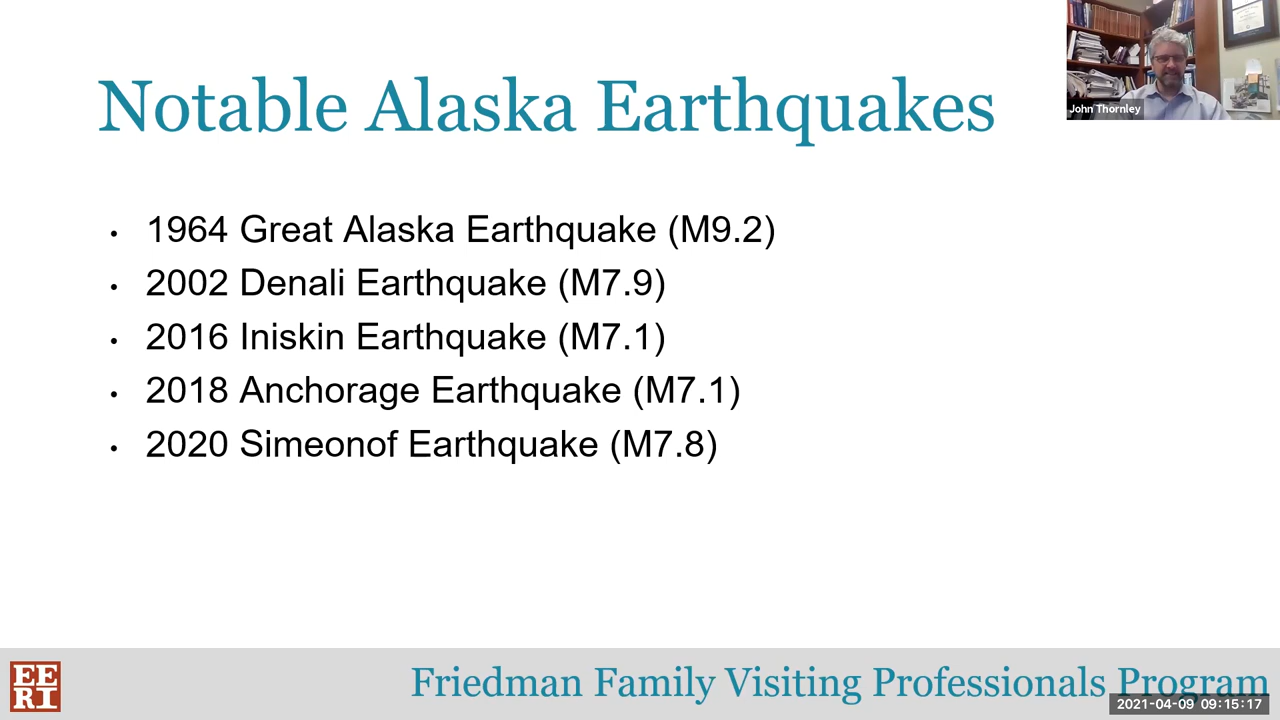 Notable Alaska Earthquakes
John Thornley
• 1964 Great Alaska Earthquake (M9.2)
• 2002 Denali Earthquake (M7.9)
• 2016 Iniskin Earthquake (M7.1)
• 2018 Anchorage Earthquake (M7.1)
• 2020 Simeonof Earthquake (M7.8)
EE
RI
Friedman Family Visiting Professionals Program
2021-04-09 09:15:17